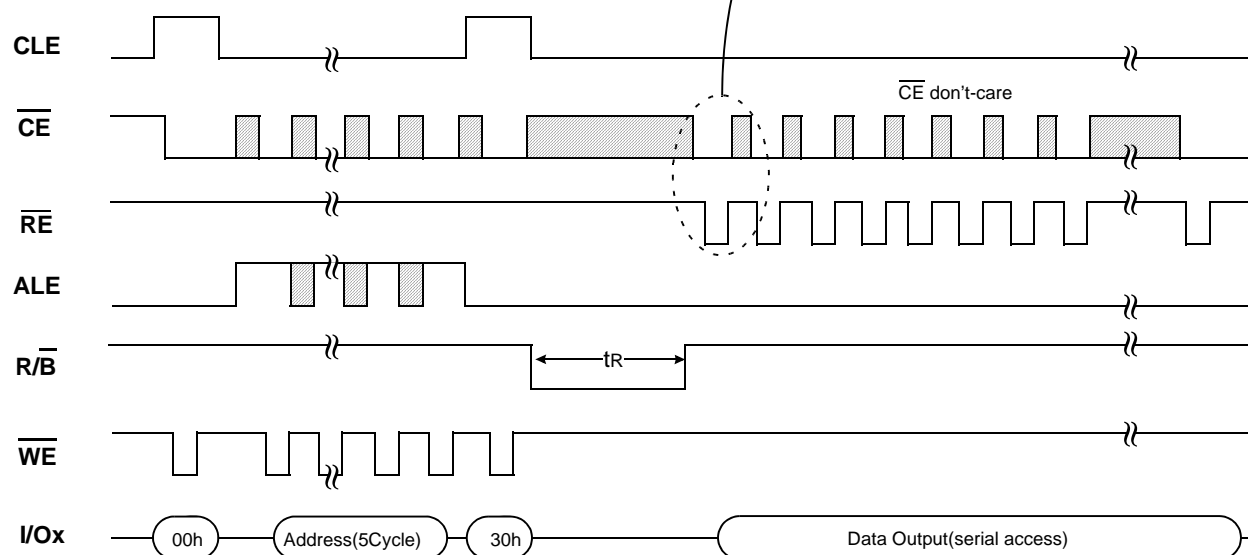 CLE
CE don't-care
CE
RE
ALE
R/B
tR
WE
I/Ox
00h
Address(5Cycle)
30h
Data Output(serial access)